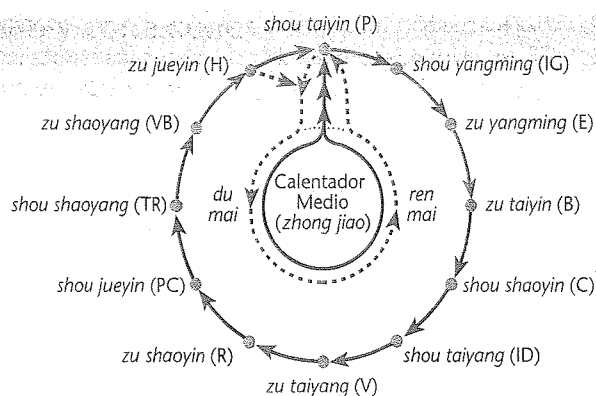 shou taiyin (P)
zu jueyin (H)
shou yangming (IG)
zu shaoyang (VB)
zu yangming (E)
shou shaoyang (TR)
du
mai
Calentador
Medio
(zhong jiao)
ren
mai
zu taiyin (B)
shou jueyin (PC)
shou shaoyin (C)
zu shaoyin (R)
shou taiyang (ID)
zu taiyang (V)